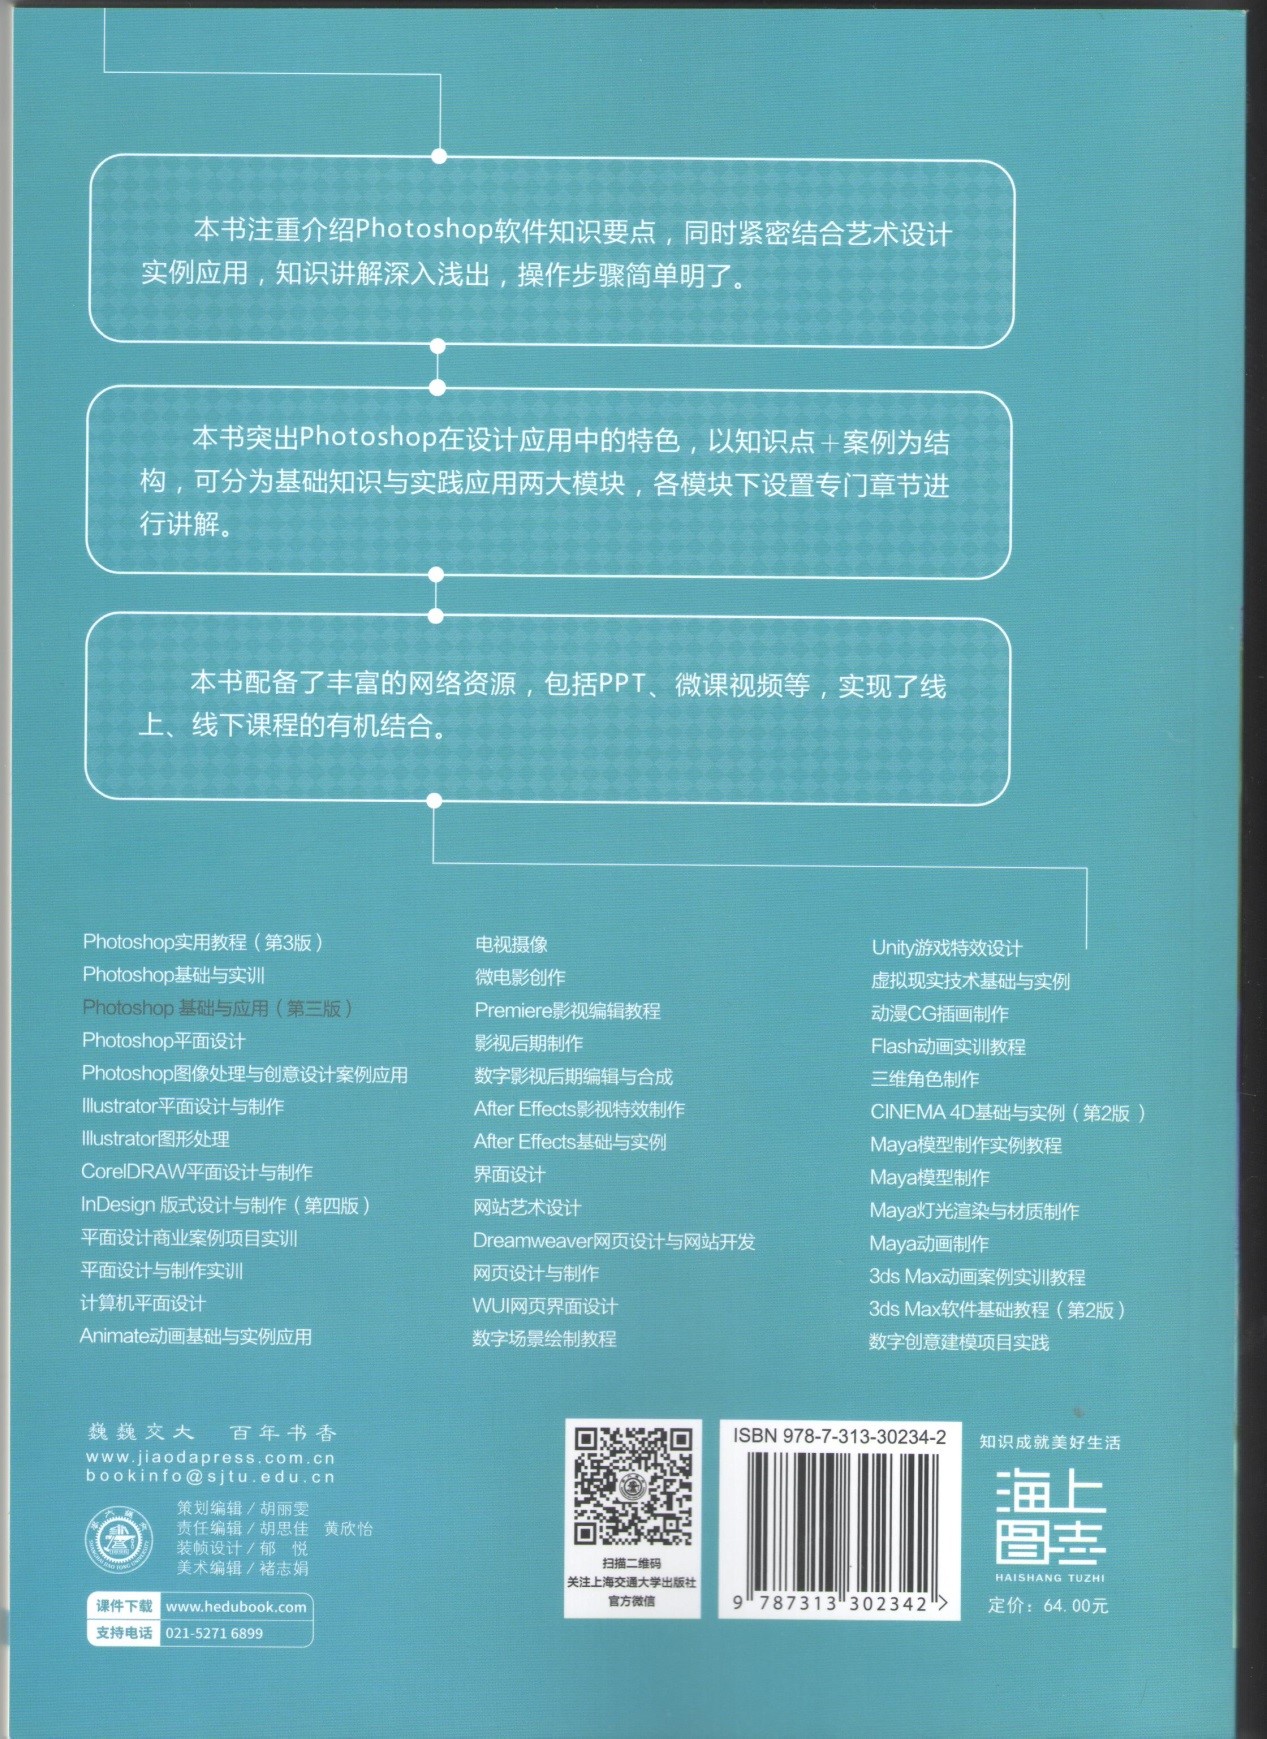 本书注重介绍Photoshop软件知识要点，同时紧密结合艺术设计
实例应用，知识讲解深入浅出，操作步骤简单明了。
本书突出Photoshop在设计应用中的特色，以知识点＋案例为结
构，可分为基础知识与实践应用两大模块，各模块下设置专门章节进
行讲解。
本书配备了丰富的网络资源，包括PPT、微课视频等，实现了线
上、线下课程的有机结合。
Photoshop实用教程（第3版）
Photoshop基础与实训
Photoshop 基础与应用（第三版）
Photoshop平面设计
Photoshop图像处理与创意设计案例应用
Illustrator平面设计与制作
Illustrator图形处理
CorelDRAW平面设计与制作
InDesign 版式设计与制作（第四版）
平面设计商业案例项目实训
平面设计与制作实训
计算机平面设计
Animate动画基础与实例应用
电视摄像
微电影创作
Premiere影视编辑教程
影视后期制作
数字影视后期编辑与合成
After Effects影视特效制作
After Effects基础与实例
界面设计
网站艺术设计
Dreamweaver网页设计与网站开发
网页设计与制作
WUI网页界面设计
数字场景绘制教程
Unity游戏特效设计
虚拟现实技术基础与实例
动漫CG插画制作
Flash动画实训教程
三维角色制作
CINEMA 4D基础与实例（第2版 ）
Maya模型制作实例教程
Maya模型制作
Maya灯光渲染与材质制作
Maya动画制作
3ds Max动画案例实训教程
3ds Max软件基础教程（第2版）
数字创意建模项目实践
巍巍交大 百年书香
www.jiaodapress.com.cn
bookinfo@sjtu.edu.cn
策划编辑／胡丽雯
责任编辑／胡思佳 黄欣怡
装帧设计／郁 悦
美术编辑／褚志娟
课件下载 www.hedubook.com
支持电话 021-5271 6899
扫描二维码
关注上海交通大学出版社
官方微信
ISBN 978-7-313-30234-2
9 787313 302342 >
知识成就美好生活
海上
图志
HAISHANG TUZHI
定价：64.00元